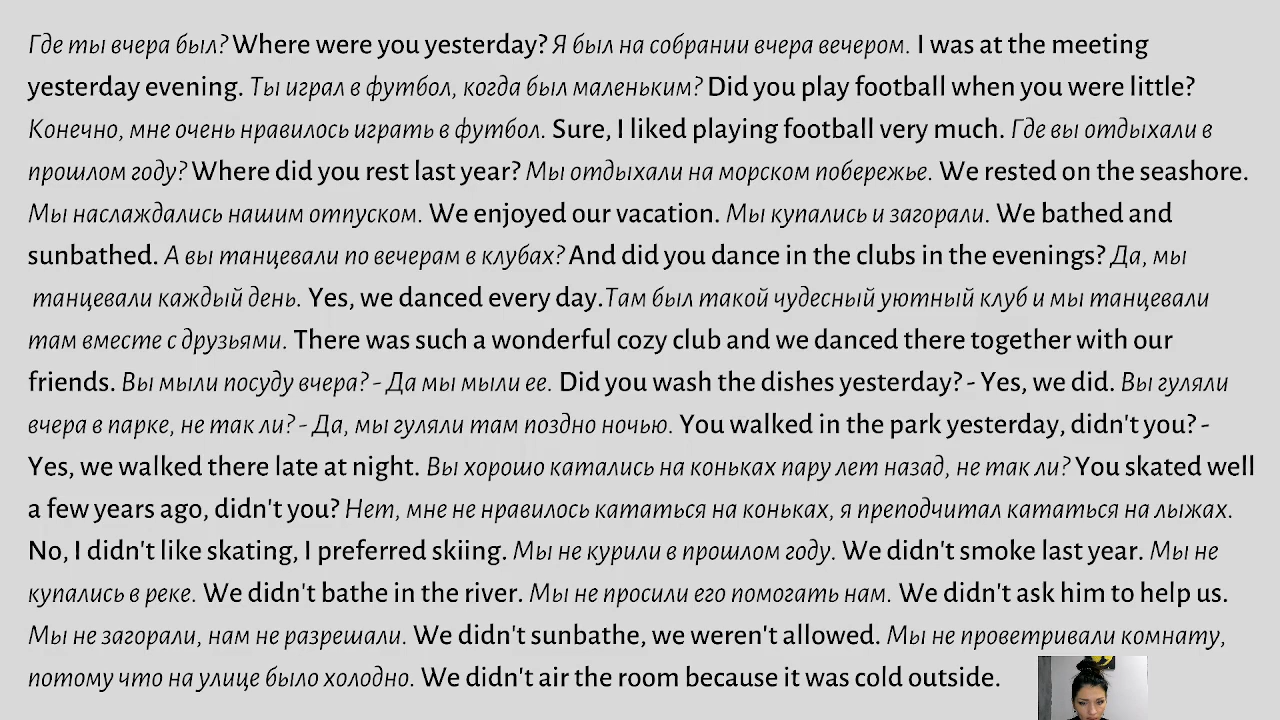 Где ты вчера был? Where were you yesterday? Я был на собрании вчера вечером. I was at the meeting
yesterday evening. Ты играл в футбол, когда был маленьким? Did you play football when you were little?
Конечно, мне очень нравилось играть в футбол. Sure, I liked playing football very much. Где вы отдыхали в
прошлом году? Where did you rest last year? Мы отдыхали на морском побережье. We rested on the seashore.
Мы наслаждались нашим отпуском. We enjoyed our vacation. Мы купались и загорали. We bathed and
sunbathed. А вы танцевали по вечерам в клубах? And did you dance in the clubs in the evenings? Да, мы
танцевали каждый день. Yes, we danced every day.Там был такой чудесный уютный клуб и мы танцевали
там вместе с друзьями. There was such a wonderful cozy club and we danced there together with our
friends. Вы мыли посуду вчера? - Да мы мыли ее. Did you wash the dishes yesterday? - Yes, we did. Вы гуляли
вчера в парке, не так ли? - Да, мы гуляли там поздно ночью. You walked in the park yesterday, didn't you? -
Yes, we walked there late at night. Вы хорошо катались на коньках пару лет назад, не так ли? You skated well
a few years ago, didn't you? Нет, мне не нравилось кататься на коньках, я преподчитал кататься на лыжах.
No, I didn't like skating, I preferred skiing. Мы не курили в прошлом году. We didn't smoke last year. Мы не
купались в реке. We didn't bathe in the river. Мы не просили его помогать нам. We didn't ask him to help us.
Мы не загорали, нам не разрешали. We didn't sunbathe, we weren't allowed. Мы не проветривали комнату,
потому что на улице было холодно. We didn't air the room because it was cold outside.